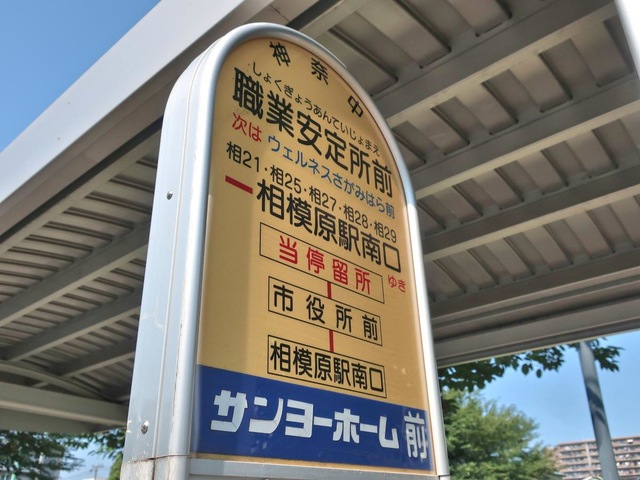 神奈中
しょくぎょうあんていじょまえ
職業安定所前
次は ウェルネスさがみはら前
相21・相25・相27・相28・相29
相模原駅南口
ゆき
当停留所
市役所前
相模原駅南口
サンヨーホーム前